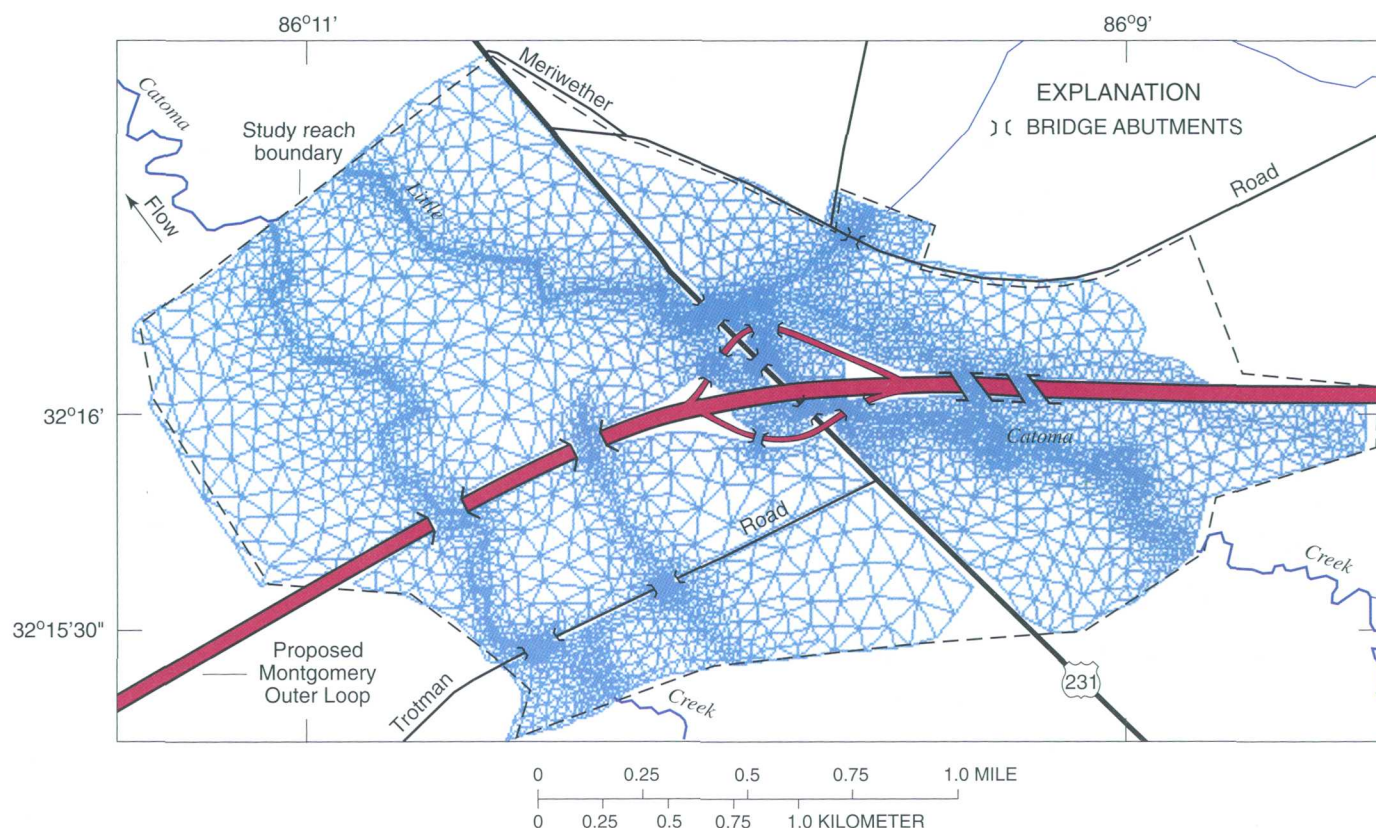 86°11'
86°9'
Meriwether
Catoma
EXPLANATION
BRIDGE ABUTMENTS
Study reach
boundary
Road
Little
Flow
32°16'
Catoma
Road
Creek
32°15'30"
Proposed
Montgomery
Outer Loop
231
Trotman
Creek
0 0.25 0.5 0.75 1.0 MILE
0 0.25 0.5 0.75 1.0 KILOMETER